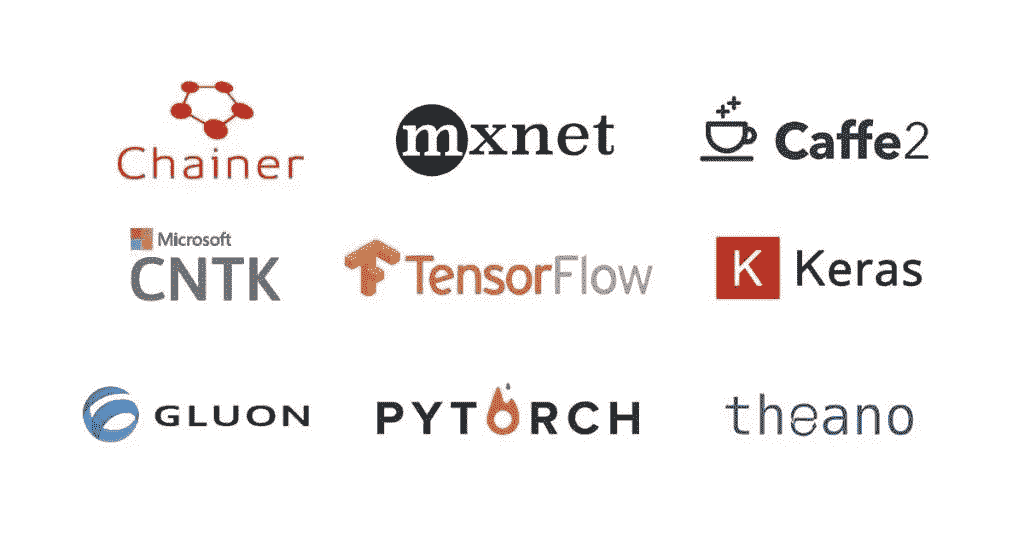 Chainer
mxnet
Caffe2
Microsoft
CNTK
TensorFlow
K Keras
GLUON
PYTORCH
theano